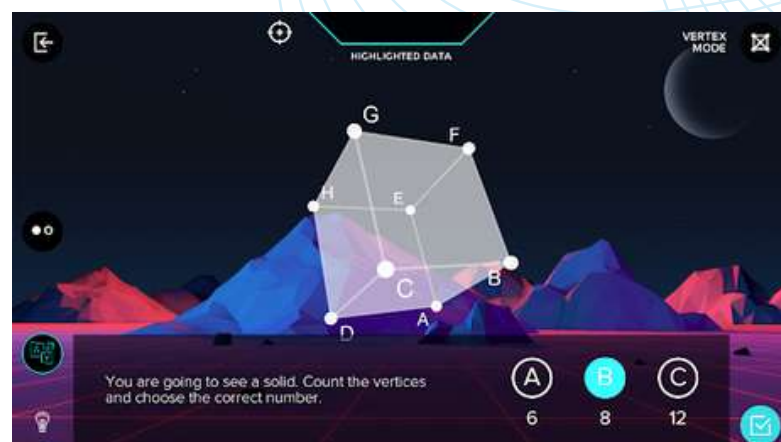 VERTEX
MODE
HIGHLIGHTED DATA
G
F
H
E
B
C
A
D
You are going to see a solid. Count the vertices
and choose the correct number.
A B C
6 8 12